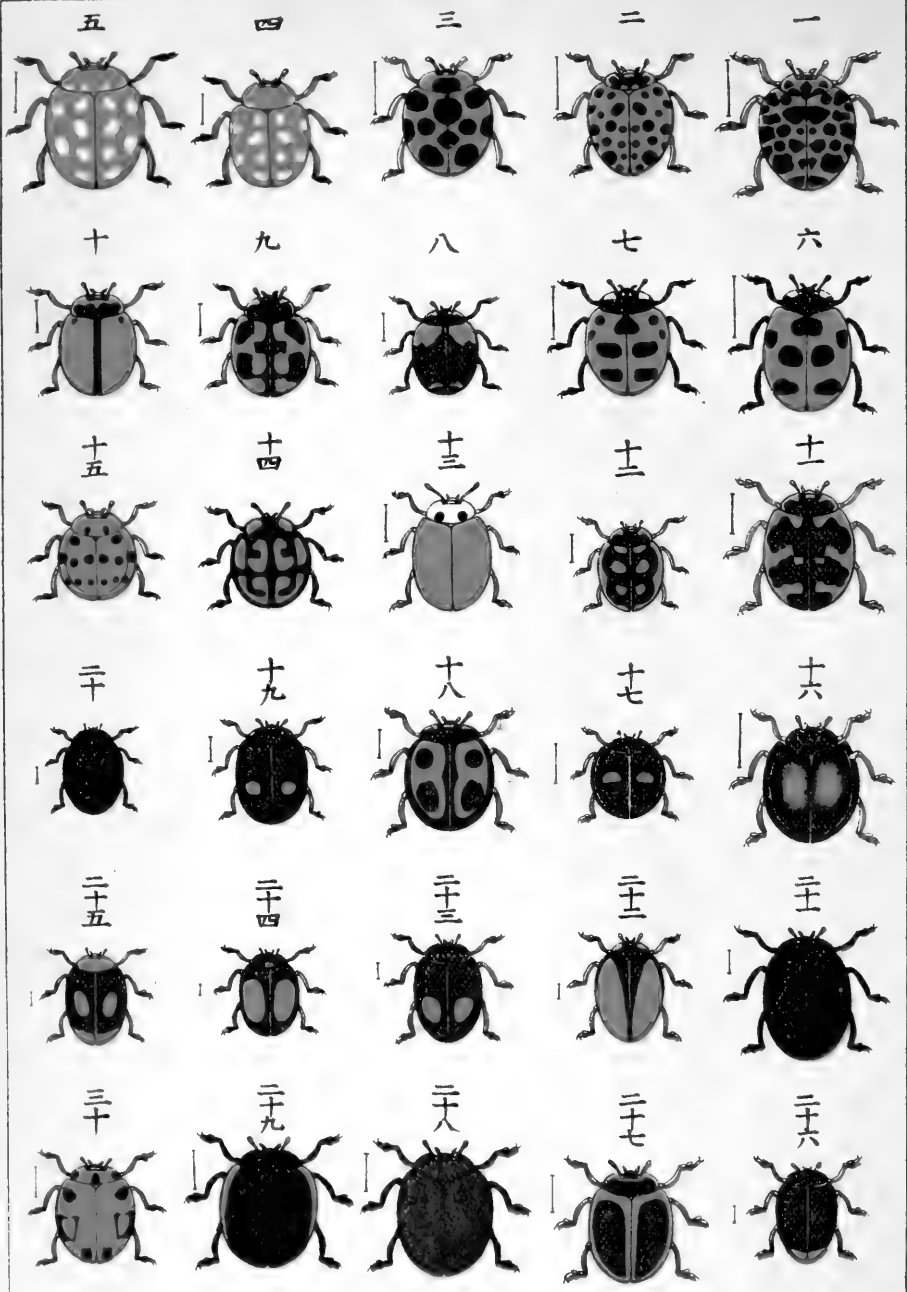 一
二
三
四
五
六
七
八
九
十
十一
十二
十三
十四
十五
十六
十七
十八
十九
二十
二十一
二十二
二十三
二十四
二十五
二十六
二十七
二十八
二十九
三十